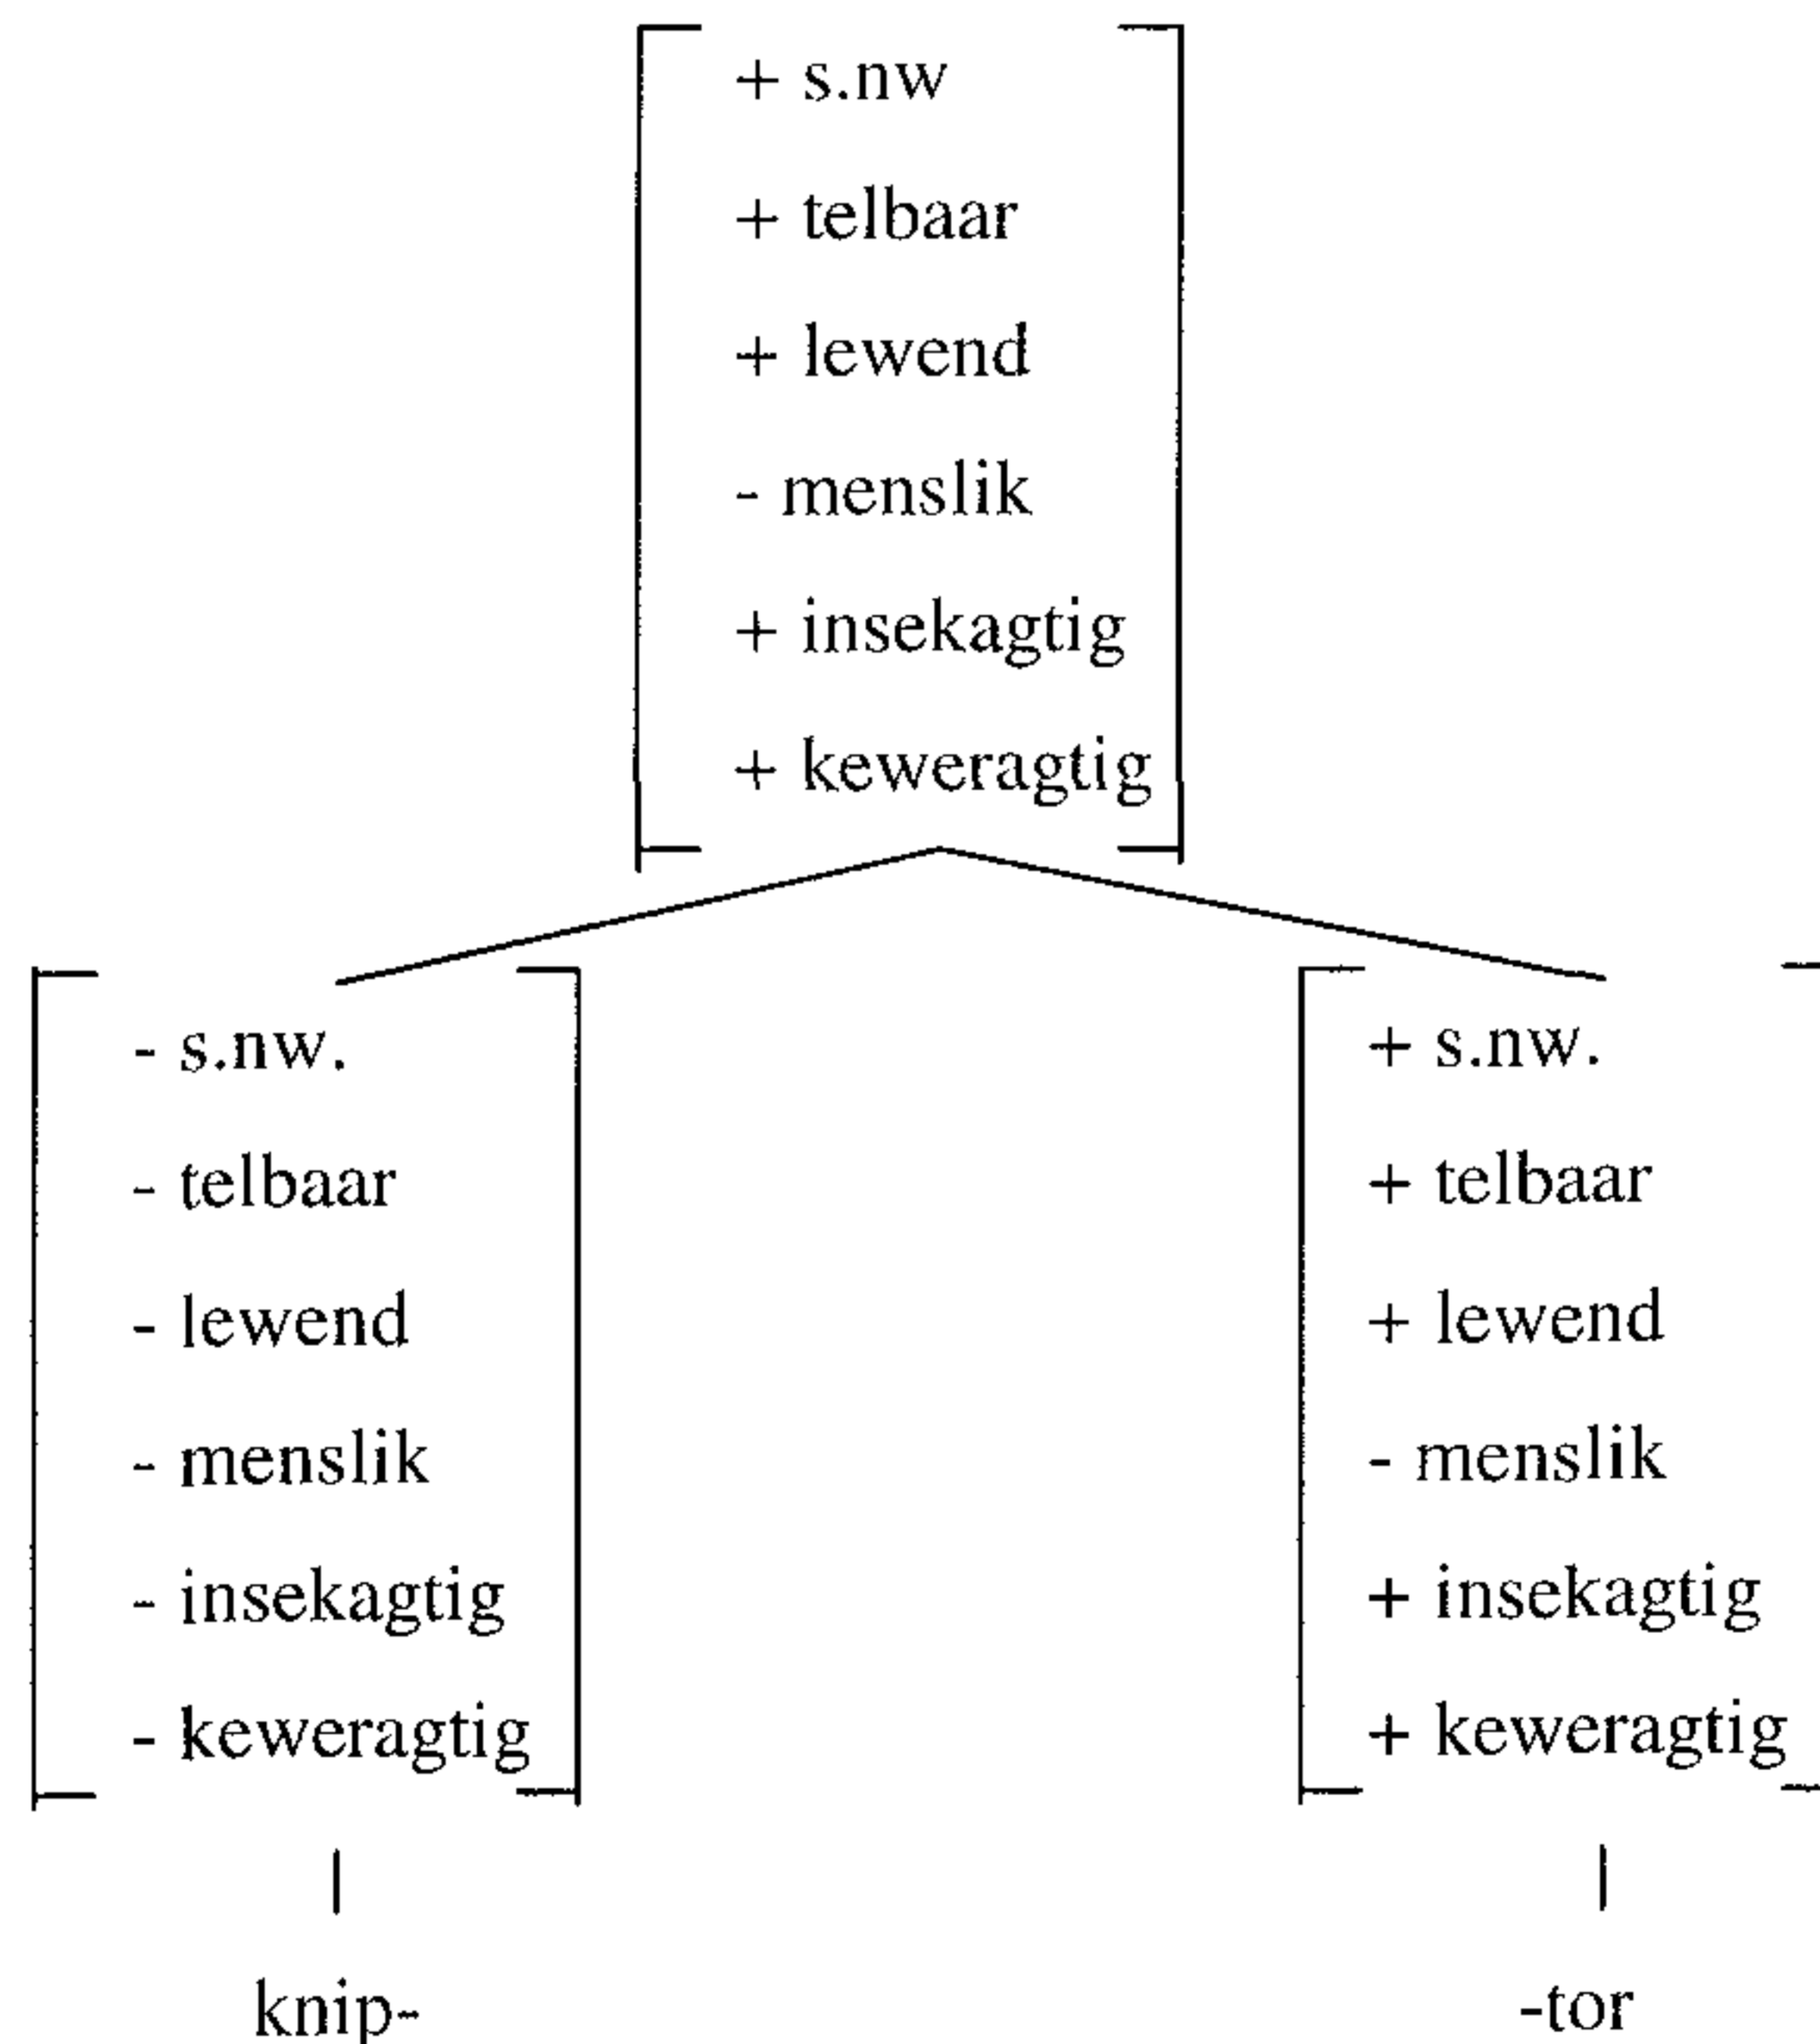 + s.nw
+ telbaar
+ lewend
- menslik
+ insekagtig
+ keweragtig
- s.nw.
- telbaar
- lewend
- menslik
- insekagtig
- keweragtig
knip-
+ s.nw.
+ telbaar
+ lewend
- menslik
+ insekagtig
+ keweragtig
-tor